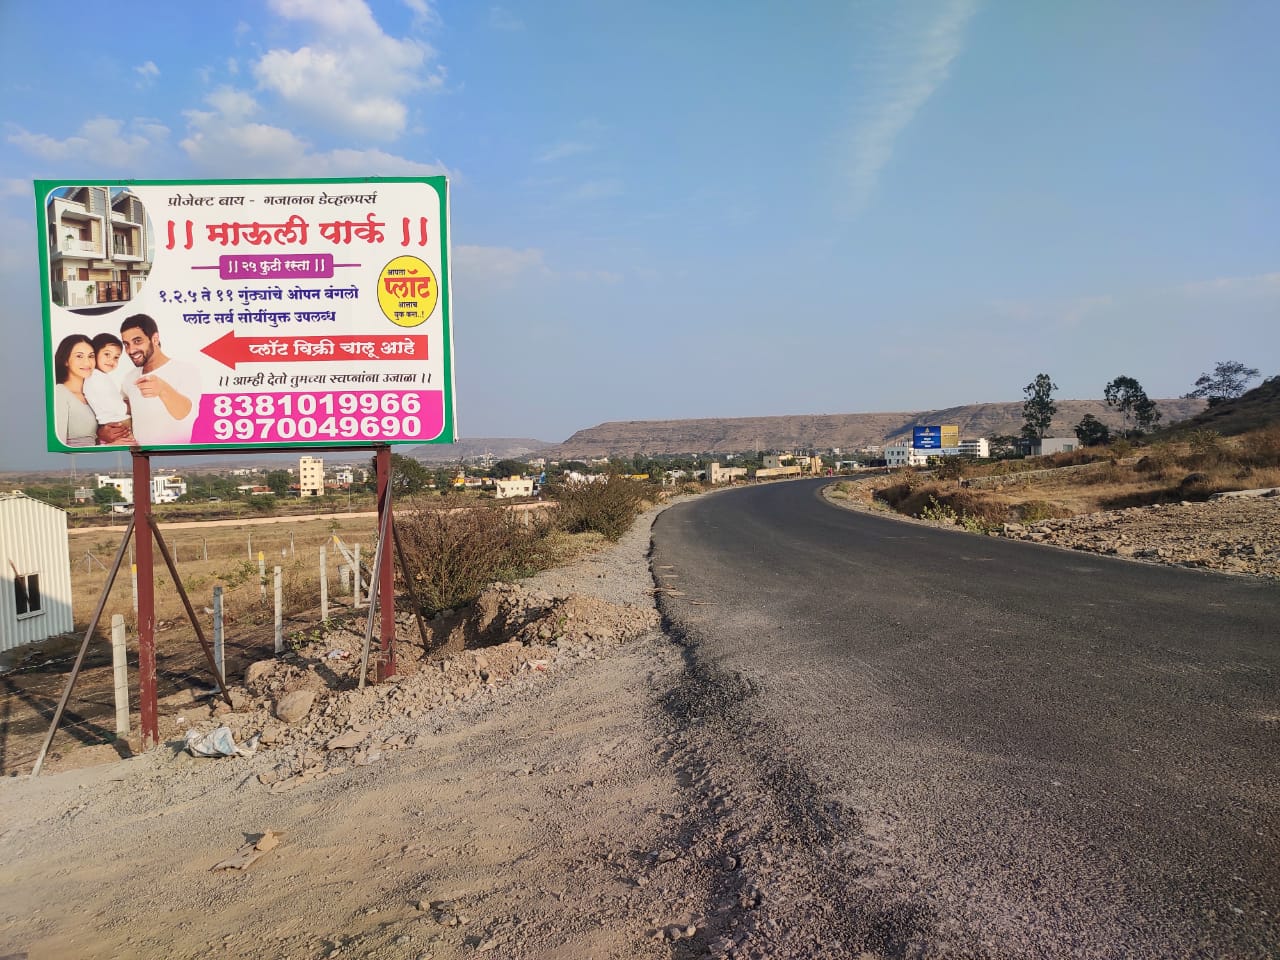 प्रोजेक्ट बाय - गजानन डेव्हलपर्स
|| माऊली पार्क ||
|| २५ फुटी रस्ता ||
१,२,५ ते ११ गुंठ्यांचे ओपन बंगलो
प्लॉट सर्व सोयींयुक्त उपलब्ध
आपला
प्लॉट
आजच
बुक करा..!
प्लॉट विक्री चालू आहे
|| आम्ही देतो तुमच्या स्वप्नांना उजाळा ||
8381019966
9970049690